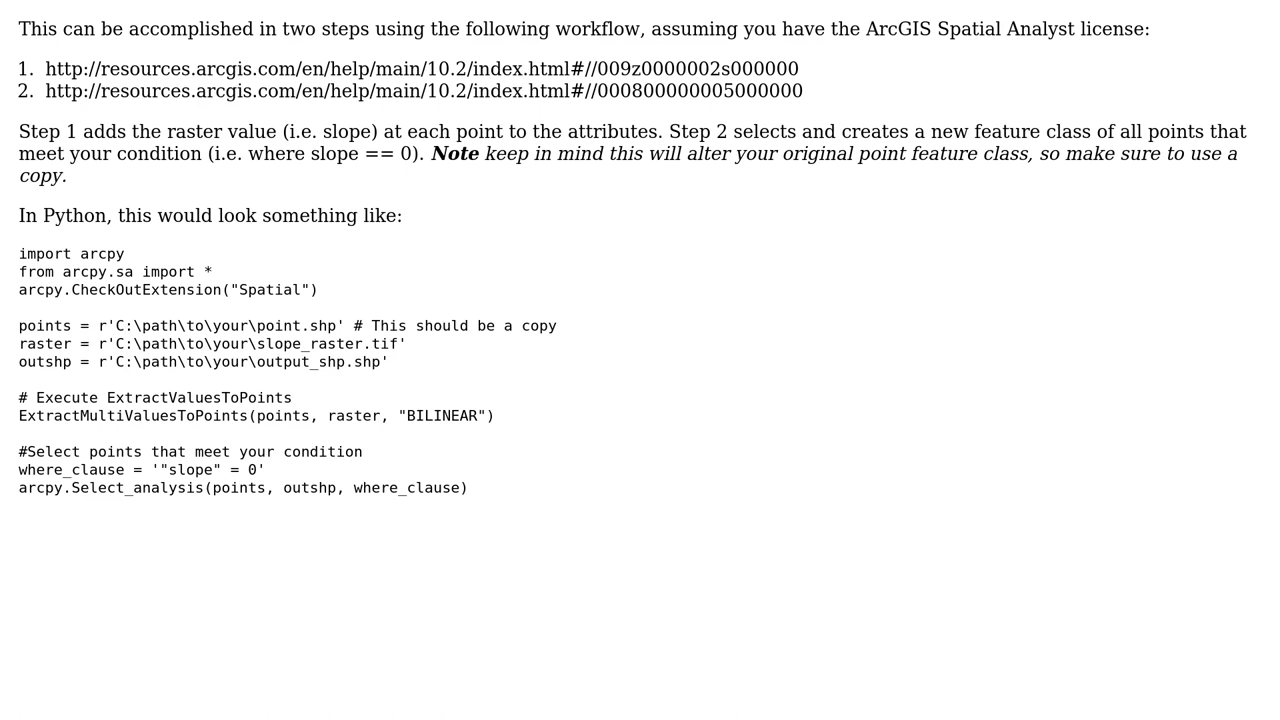 This can be accomplished in two steps using the following workflow, assuming you have the ArcGIS Spatial Analyst license:
1. http://resources.arcgis.com/en/help/main/10.2/index.html#//009z0000002s000000
2. http://resources.arcgis.com/en/help/main/10.2/index.html#//000800000005000000
Step 1 adds the raster value (i.e. slope) at each point to the attributes. Step 2 selects and creates a new feature class of all points that
meet your condition (i.e. where slope == 0). Note keep in mind this will alter your original point feature class, so make sure to use a
copy.
In Python, this would look something like:
import arcpy
from arcpy.sa import *
arcpy.CheckOutExtension("Spatial")
points = r'C:\path\to\your\point.shp' # This should be a copy
raster = r'C:\path\to\your\slope_raster.tif'
outshp = r'C:\path\to\your\output_shp.shp'
# Execute ExtractValuesToPoints
ExtractMultiValuesToPoints(points, raster, "BILINEAR")
#Select points that meet your condition
where_clause = '"slope" = 0'
arcpy.Select_analysis(points, outshp, where_clause)